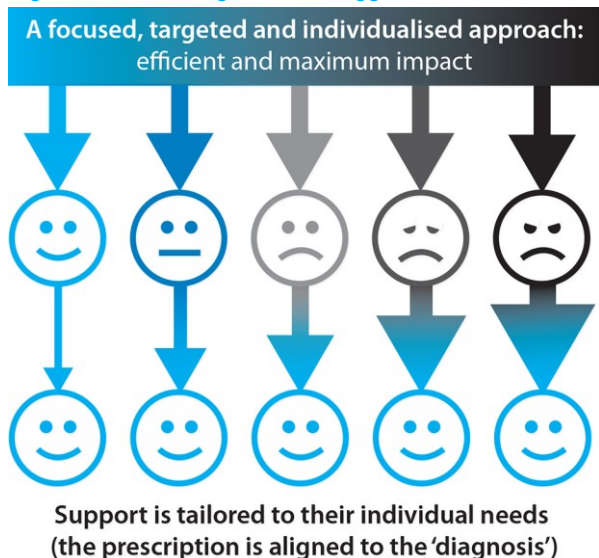 A focused, targeted and individualised approach:
efficient and maximum impact
Support is tailored to their individual needs
(the prescription is aligned to the 'diagnosis')